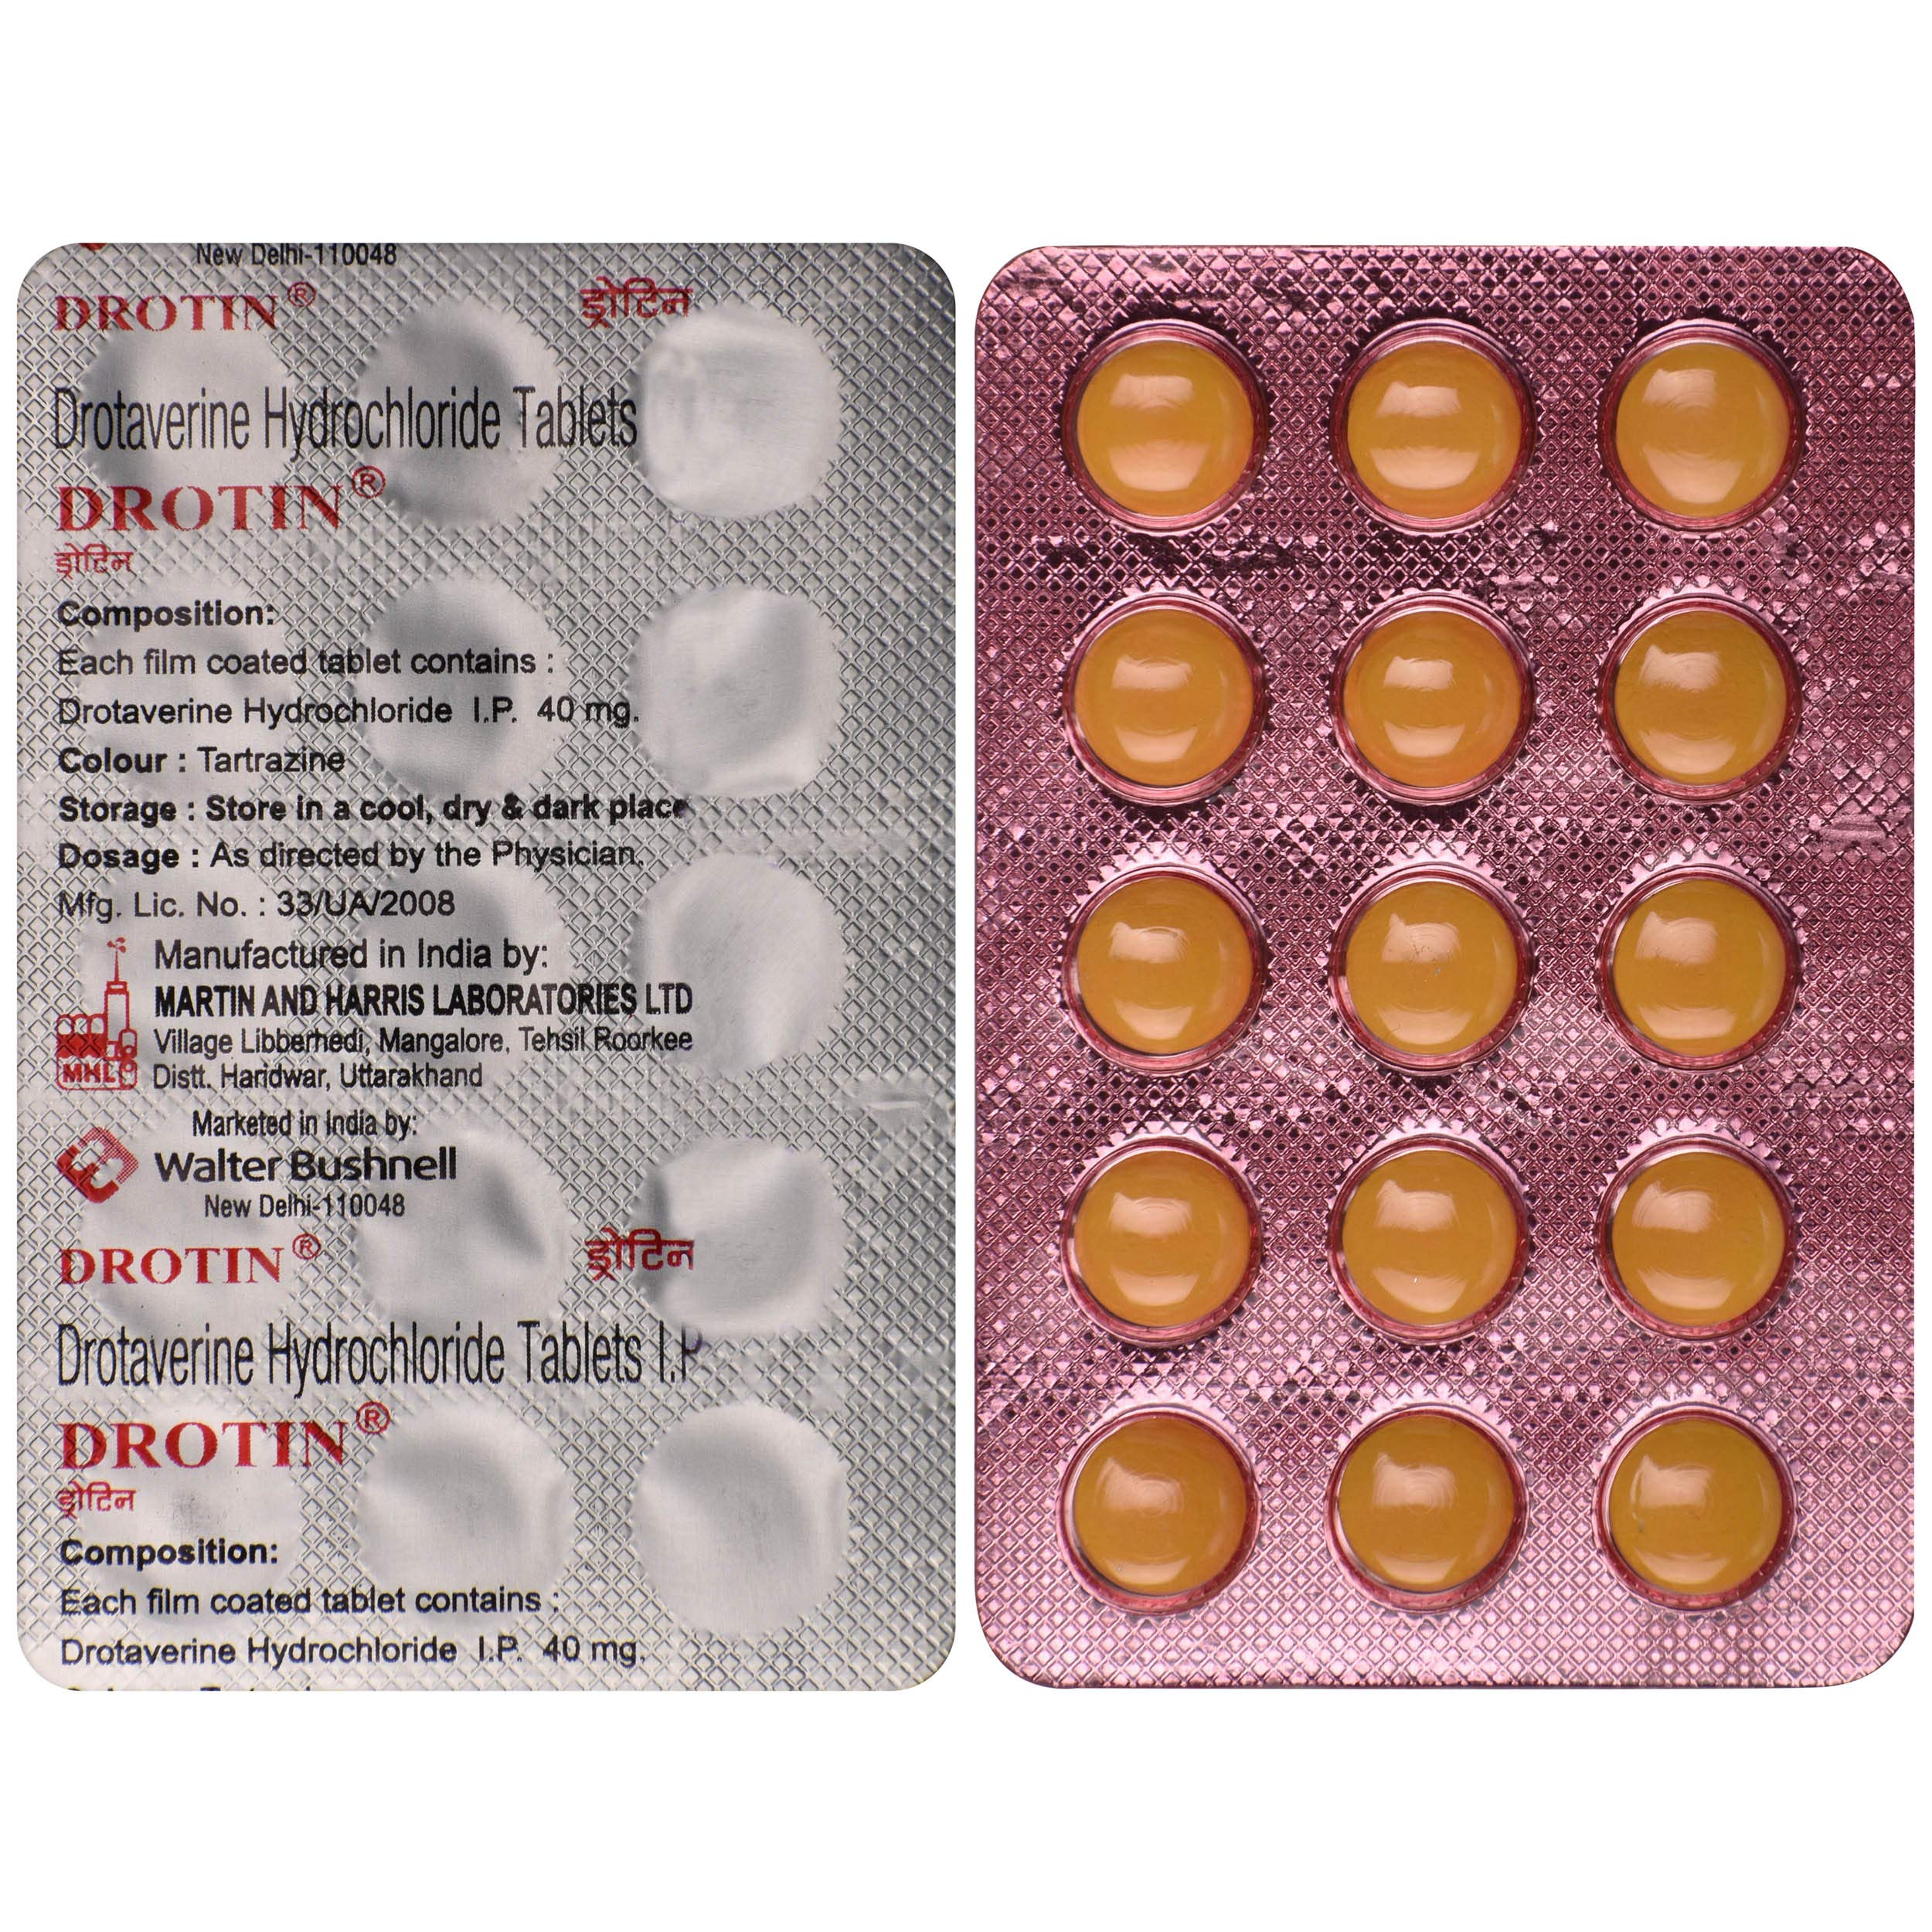 New Delhi-110048
DROTIN® ड्रोटिन
Drotaverine Hydrochloride Tablets
DROTIN®
ड्रोटिन
Composition:
Each film coated tablet contains :
Drotaverine Hydrochloride I.P. 40 mg.
Colour : Tartrazine
Storage : Store in a cool, dry & dark place
Dosage : As directed by the Physician.
Mfg. Lic. No. : 33/UA/2008
Manufactured in India by:
MARTIN AND HARRIS LABORATORIES LTD
Village Libberhedi, Mangalore, Tehsil Roorkee
MHL Distt. Haridwar, Uttarakhand
Marketed in India by:
Walter Bushnell
New Delhi-110048
DROTIN® ड्रोटिन
Drotaverine Hydrochloride Tablets I.P
DROTIN®
ड्रोटिन
Composition:
Each film coated tablet contains :
Drotaverine Hydrochloride I.P. 40 mg.